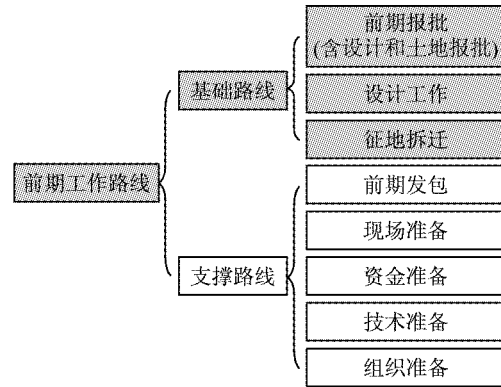 前期工作路线
基础路线
前期报批
(含设计和土地报批)
设计工作
征地拆迁
支撑路线
前期发包
现场准备
资金准备
技术准备
组织准备